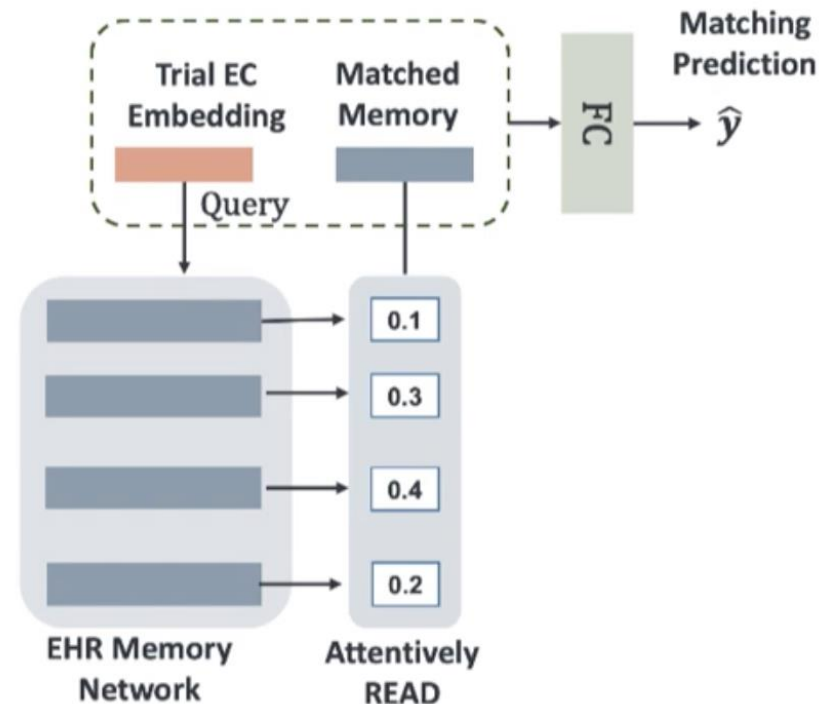 Trial EC
Embedding
Matched
Memory
Query
FC
Matching
Prediction
ŷ
0.1
0.3
0.4
0.2
EHR Memory
Network
Attentively
READ